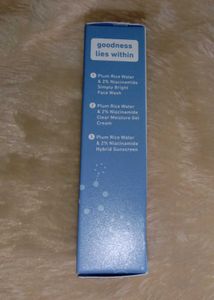 goodness
lies within
1 Plum Rice Water
& 2% Niacinamide
Simply Bright
Face Wash
2 Plum Rice Water
& 2% Niacinamide
Clear Moisture Gel
Cream
3 Plum Rice Water
& 2% Niacinamide
Hybrid Sunscreen